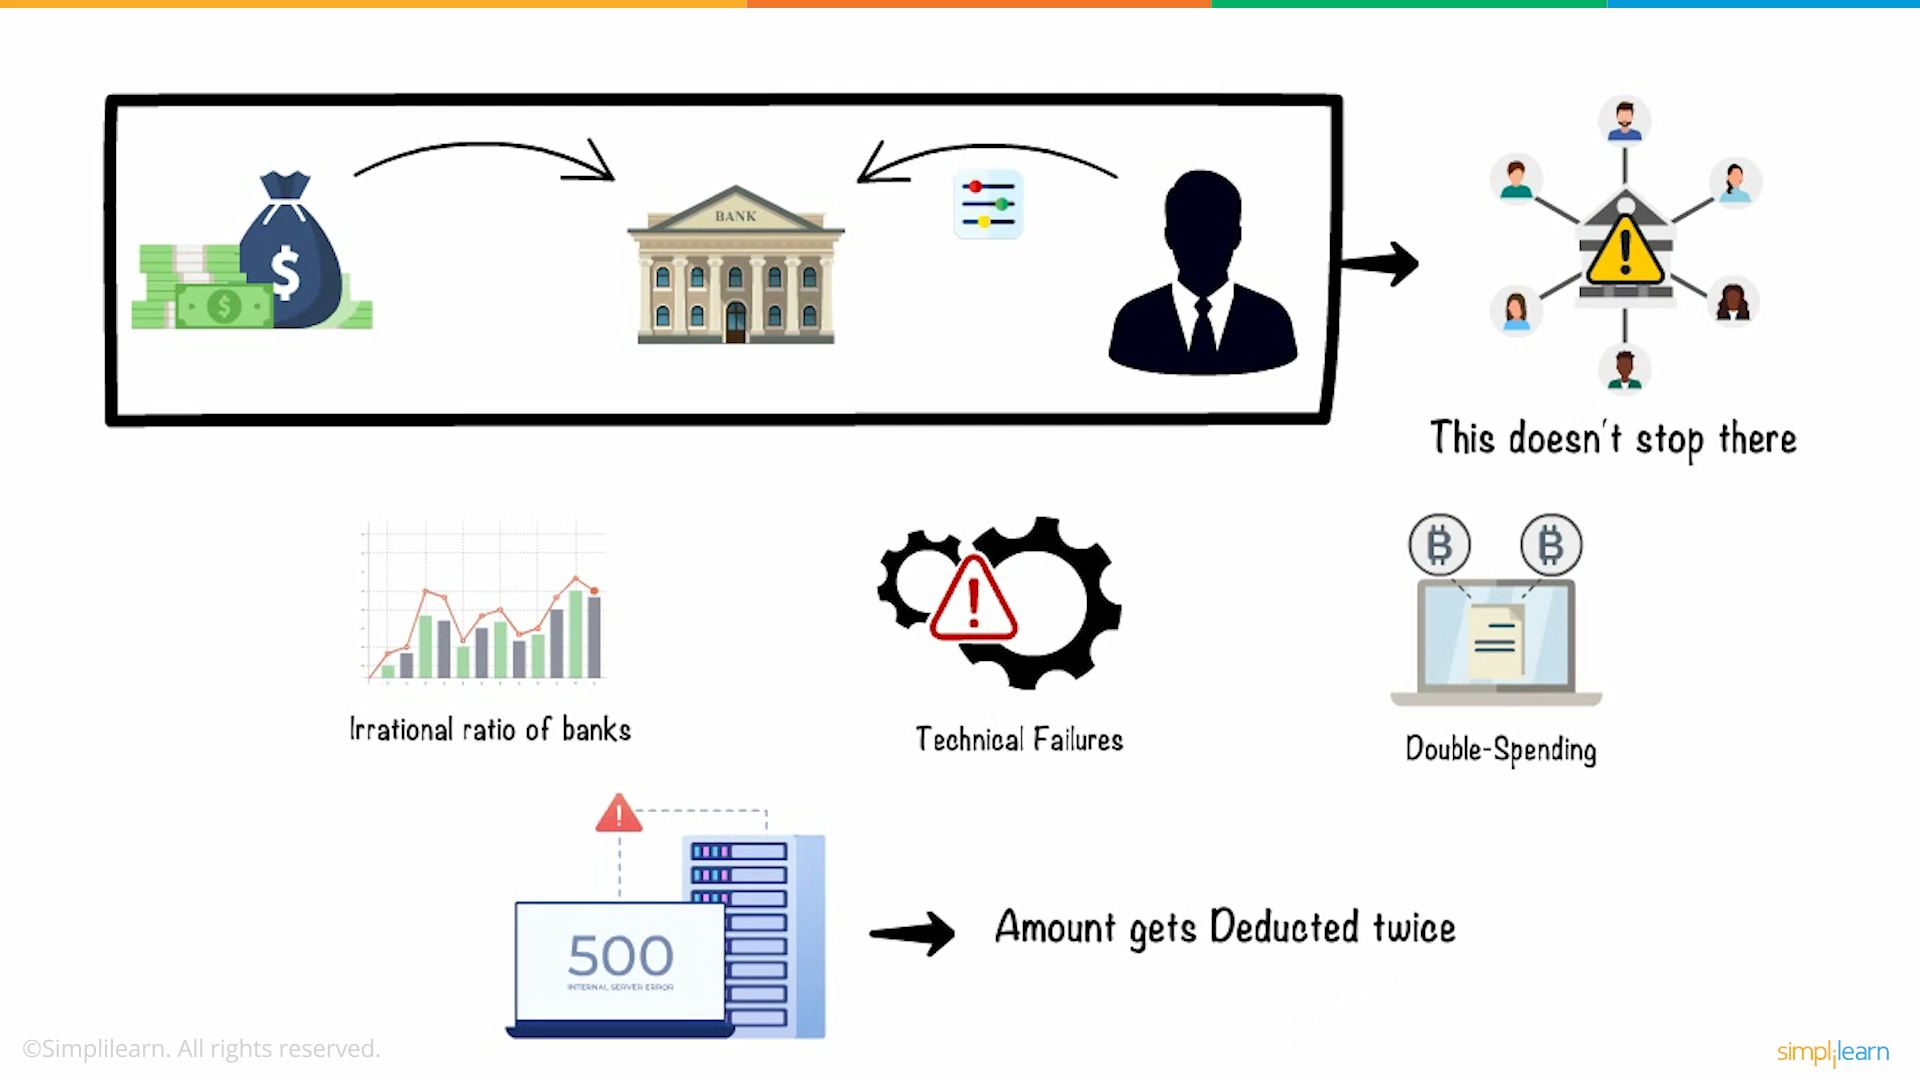 $
$
BANK
This doesn't stop there
Irrational ratio of banks
Technical Failures
Double-Spending
500
INTERNAL SERVER ERROR
Amount gets Deducted twice
©Simplilearn. All rights reserved.
simplilearn